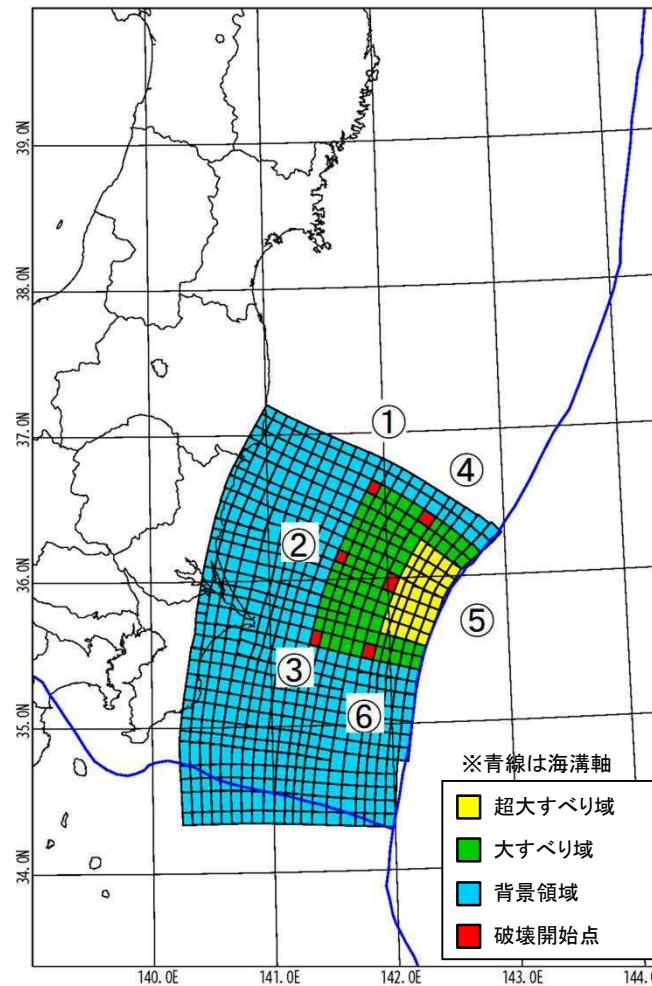 39.0N
38.0N
37.0N
36.0N
35.0N
34.0N
①
④
②
⑤
③
⑥
※青線は海溝軸
超大すべり域
大すべり域
背景領域
破壊開始点
140.0E
141.0E
142.0E
143.0E
144.0E